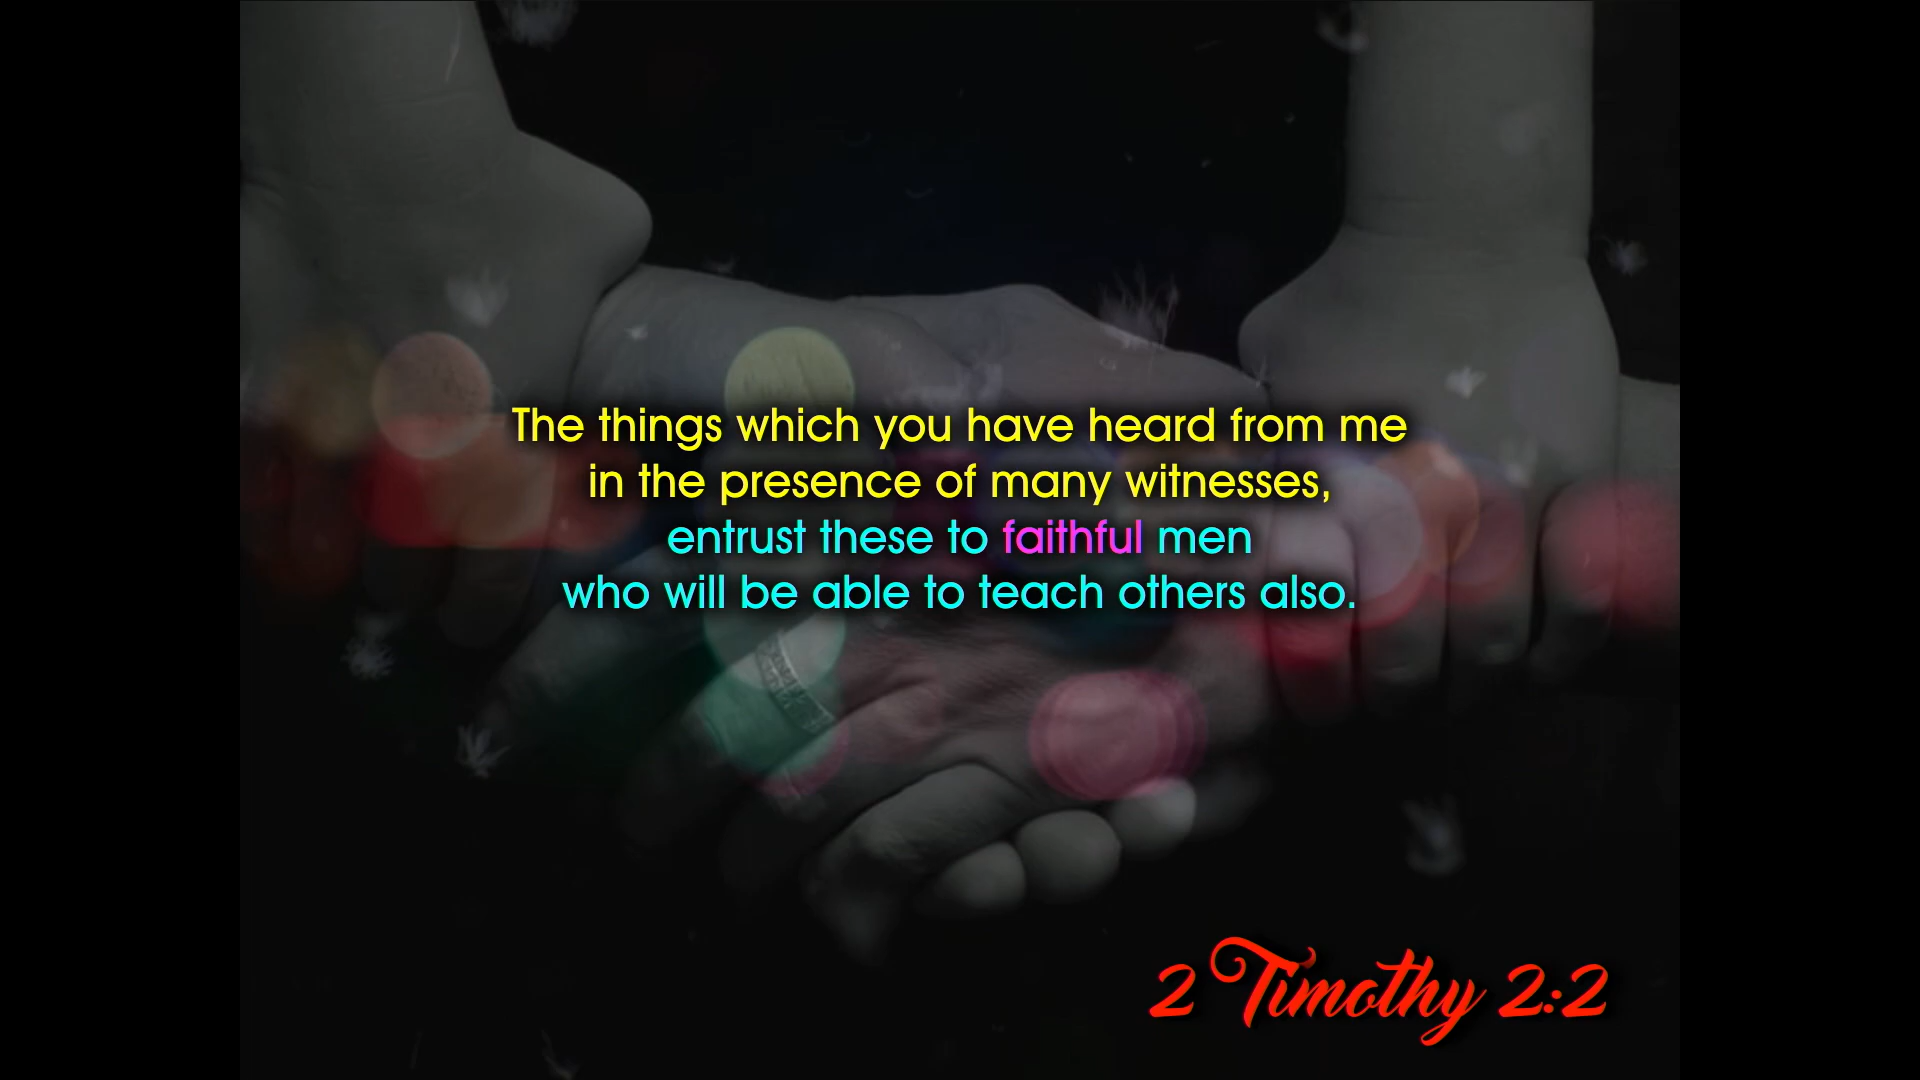 The things which you have heard from me
in the presence of many witnesses,
entrust these to faithful men
who will be able to teach others also.
2 Timothy 2:2